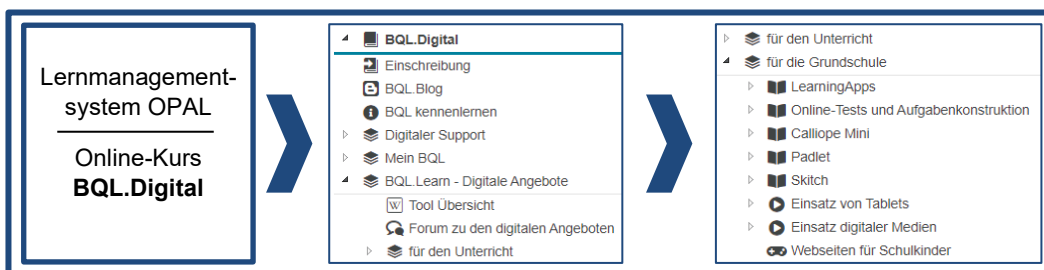 Lernmanagement-
system OPAL
Online-Kurs
BQL.Digital
BQL.Digital
Einschreibung
BQL.Blog
BQL kennenlernen
Digitaler Support
Mein BQL
BQL.Learn - Digitale Angebote
Tool Übersicht
Forum zu den digitalen Angeboten
für den Unterricht
für den Unterricht
für die Grundschule
LearningApps
Online-Tests und Aufgabenkonstruktion
Calliope Mini
Padlet
Skitch
Einsatz von Tablets
Einsatz digitaler Medien
Webseiten für Schulkinder